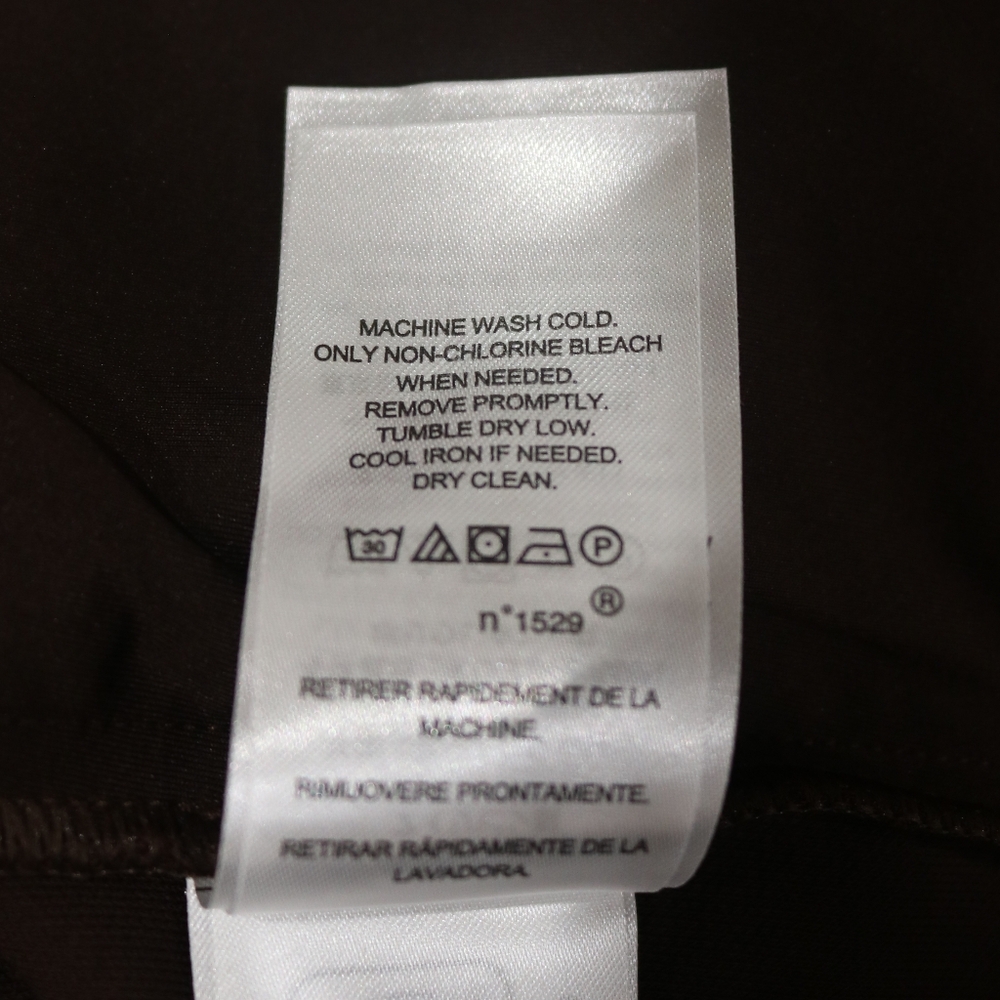 MACHINE WASH COLD.
ONLY NON-CHLORINE BLEACH
WHEN NEEDED.
REMOVE PROMPTLY.
TUMBLE DRY LOW.
COOL IRON IF NEEDED.
DRY CLEAN.
30 P
n°1529 ®
RETIRER RAPIDEMENT DE LA
MACHINE.
RIMUOVERE PRONTAMENTE.
RETIRAR RÁPIDAMENTE DE LA
LAVADORA.